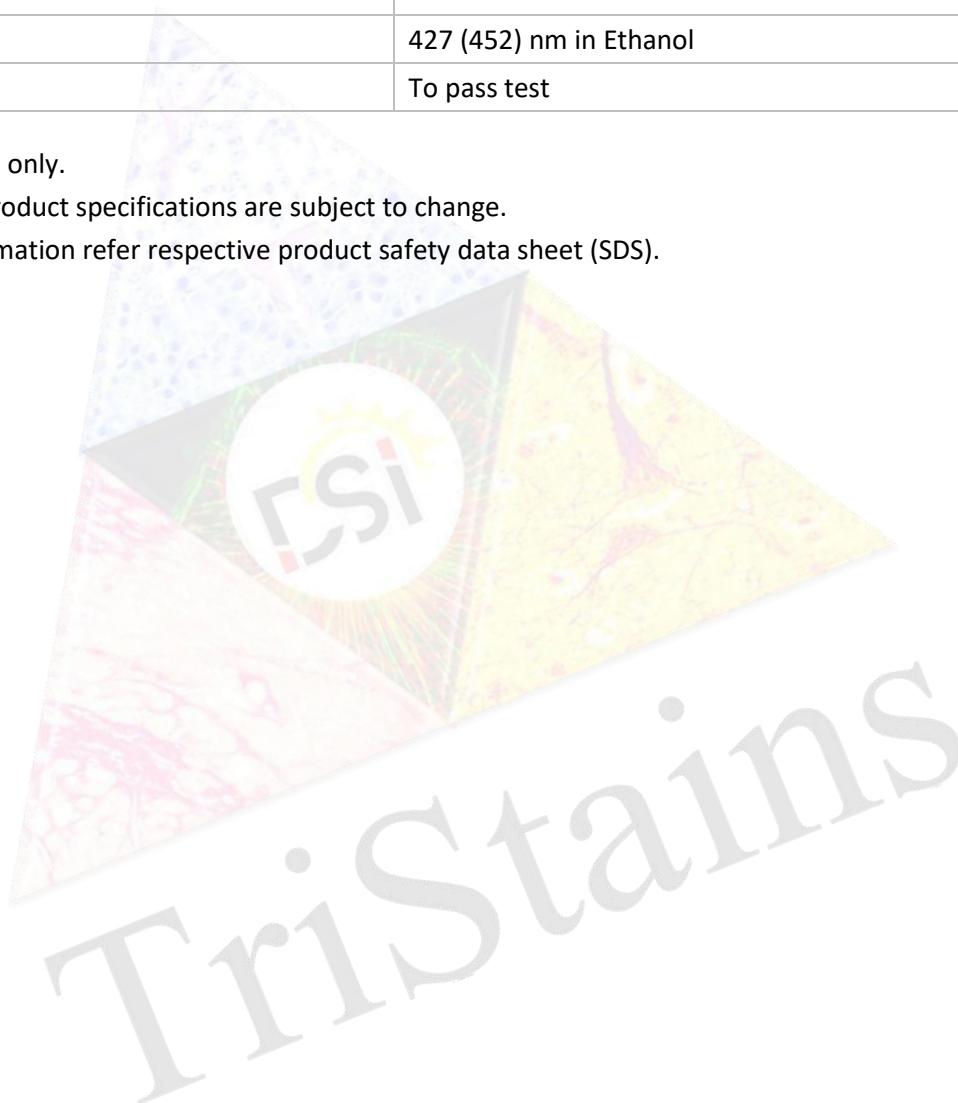 427 (452) nm in Ethanol
To pass test
only.
roduct specifications are subject to change.
mation refer respective product safety data sheet (SDS).
DSi
TriStains